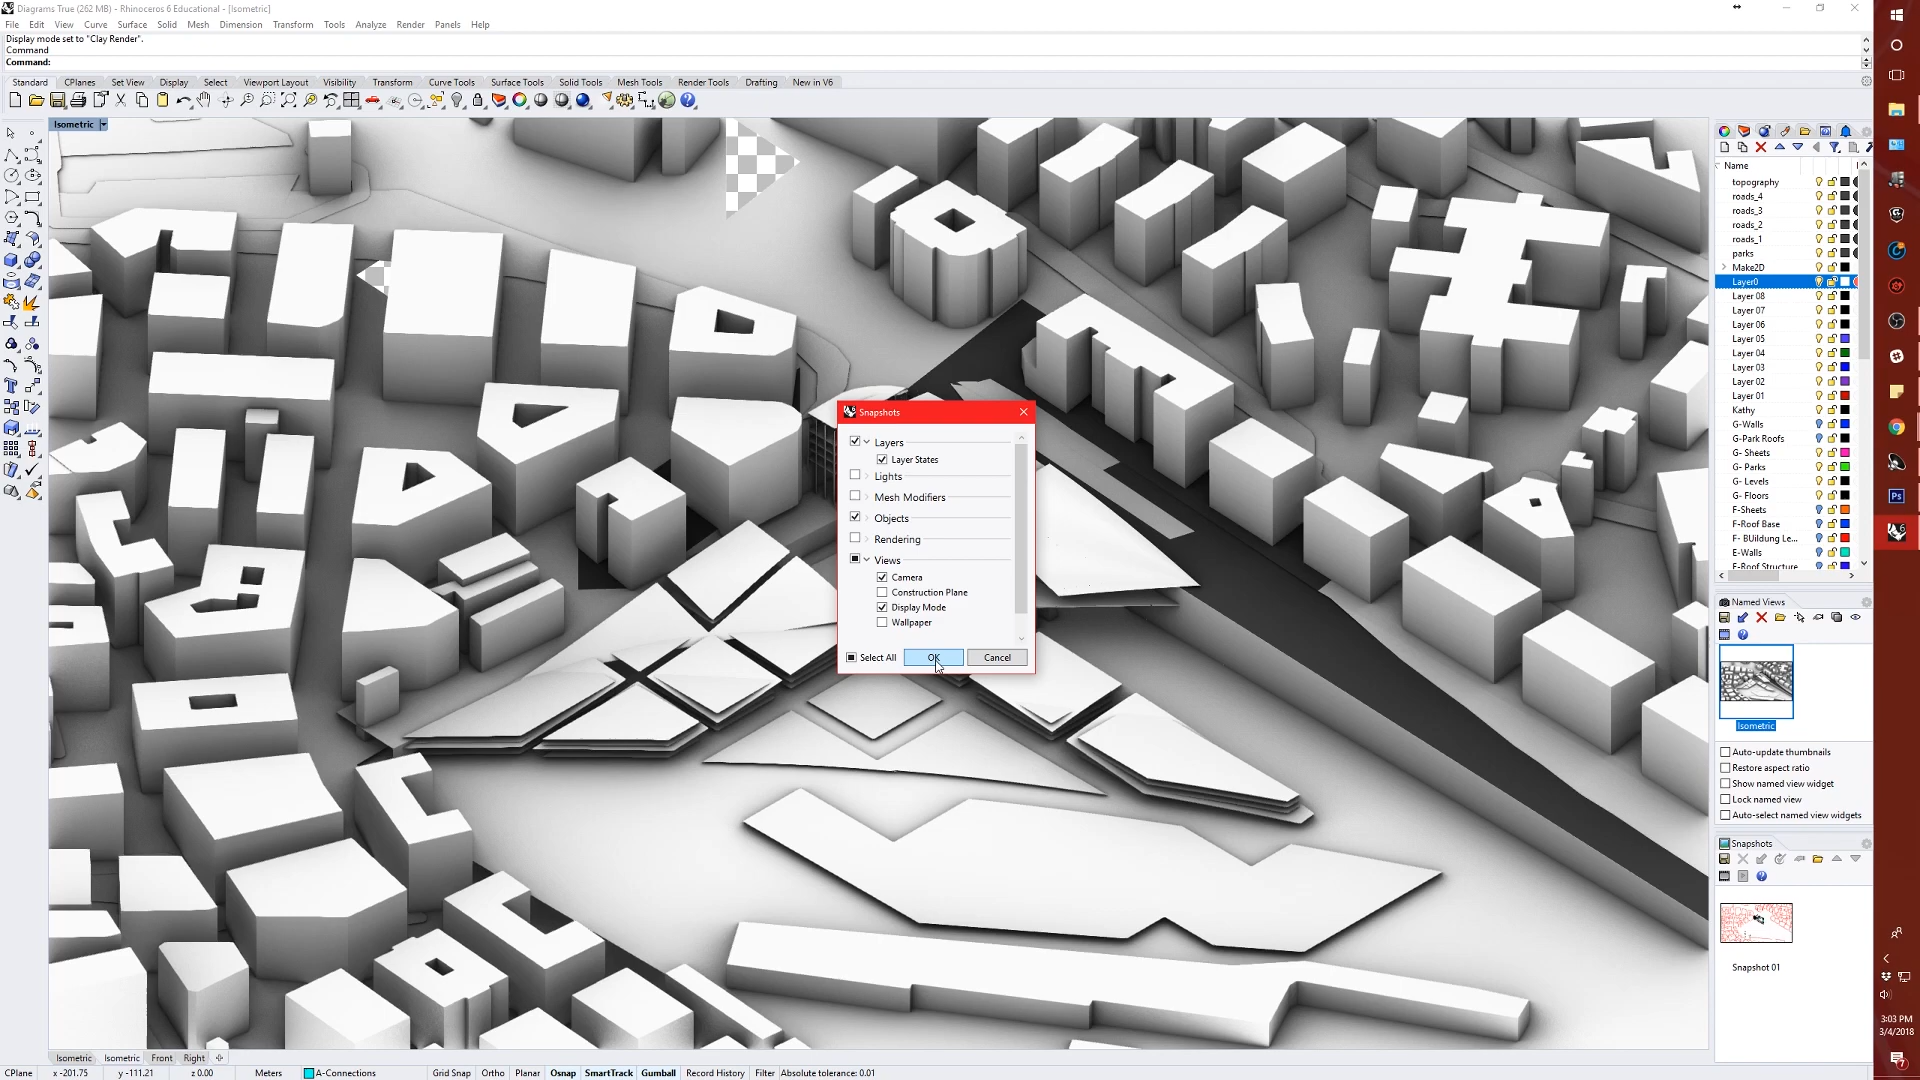 Diagrams True (262 MB) - Rhinoceros 6 Educational - [Isometric]
File Edit View Curve Surface Solid Mesh Dimension Transform Tools Analyze Render Panels Help
Display mode set to "Clay Render".
Command
Command:
Standard CPlanes Set View Display Select Viewport Layout Visibility Transform Curve Tools Surface Tools Solid Tools Mesh Tools Render Tools Drafting New in V6
Isometric
Snapshots
Layers
Layer States
Lights
Mesh Modifiers
Objects
Rendering
Views
Camera
Construction Plane
Display Mode
Wallpaper
Select All OK Cancel
Name
topography
roads_4
roads_3
roads_2
roads_1
parks
Make2D
Layer0
Layer 08
Layer 07
Layer 06
Layer 05
Layer 04
Layer 03
Layer 02
Layer 01
Kathy
G-Walls
G-Park Roofs
G- Sheets
G- Parks
G- Levels
G- Floors
F-Sheets
F-Roof Base
F- BUilding Le...
E-Walls
E-Roof Structure
Named Views
Isometric
Auto-update thumbnails
Restore aspect ratio
Show named view widget
Lock named view
Auto-select named view widgets
Snapshots
Snapshot 01
Ps
6
3:03 PM
3/4/2018
Isometric Isometric Front Right
CPlane x -201.75 y -111.21 z 0.00 Meters A-Connections Grid Snap Ortho Planar Osnap SmartTrack Gumball Record History Filter Absolute tolerance: 0.01